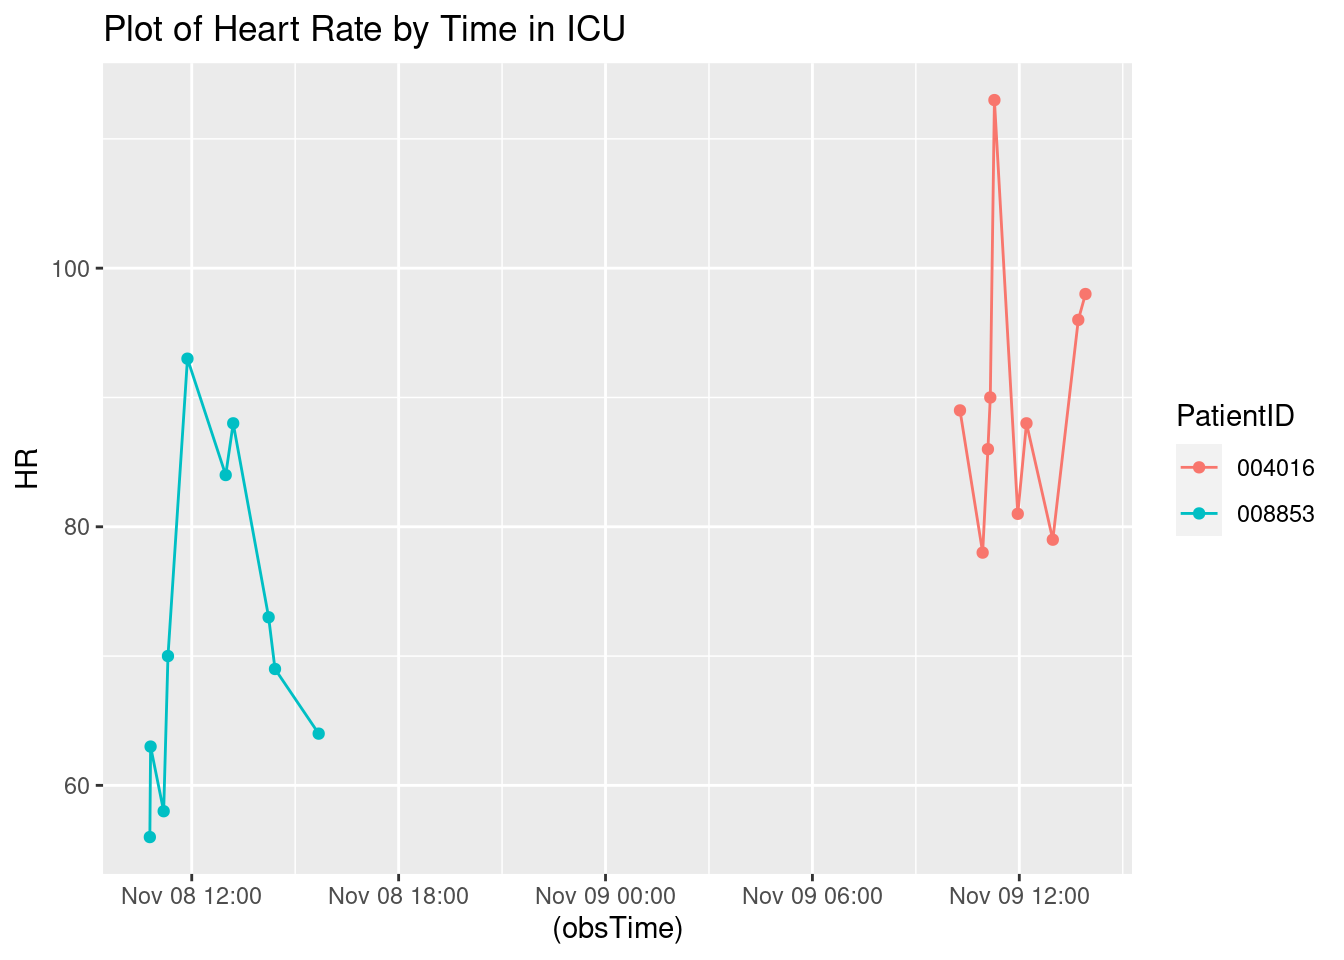 Plot of Heart Rate by Time in ICU
HR
100
80
60
Nov 08 12:00 Nov 08 18:00 Nov 09 00:00 Nov 09 06:00 Nov 09 12:00
(obsTime)
PatientID
004016
008853